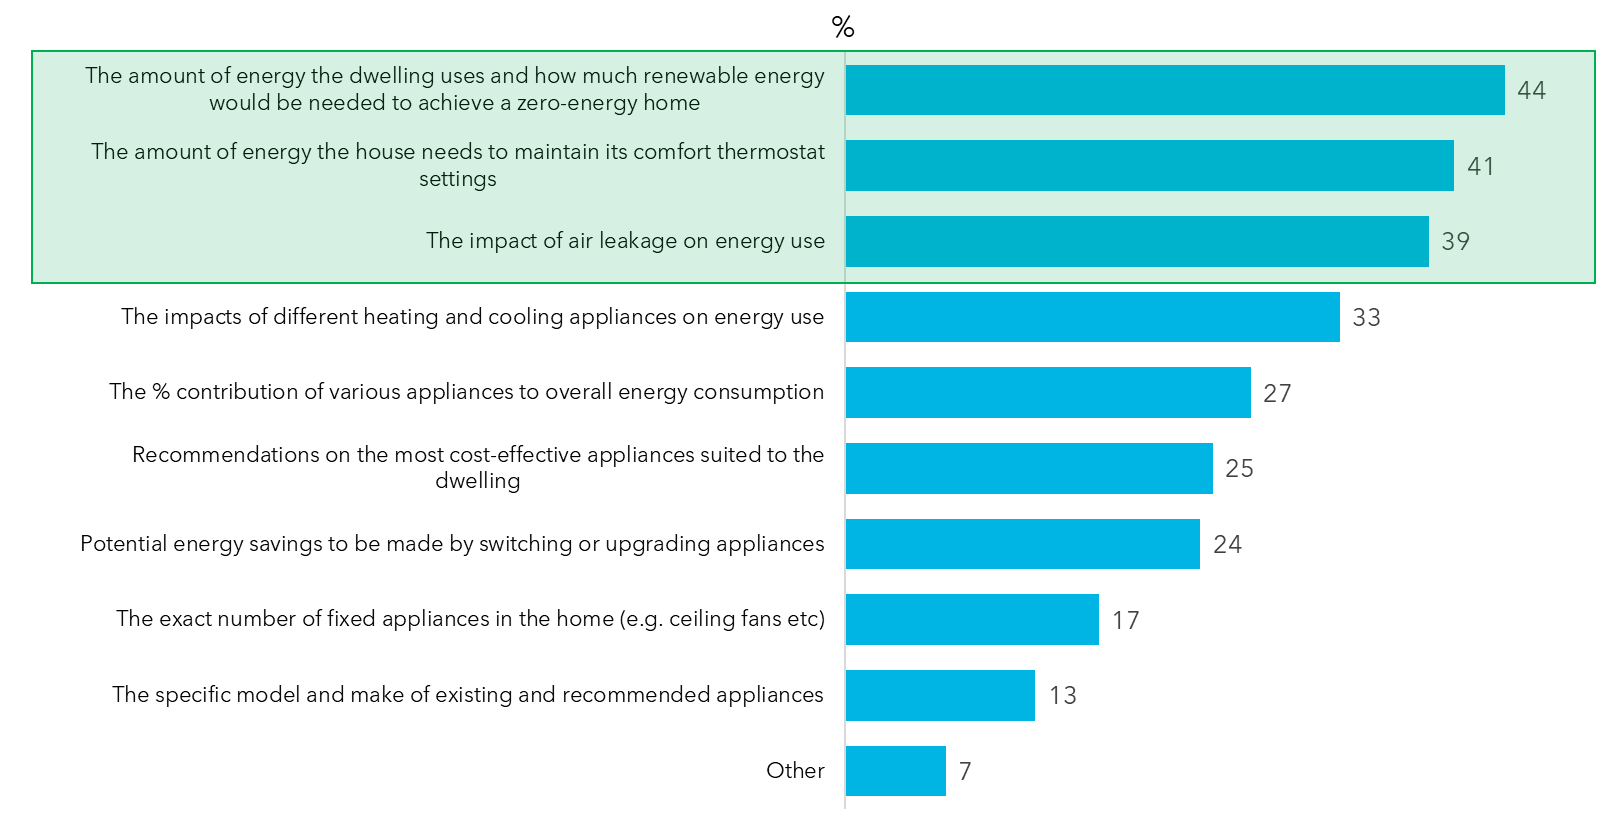 %
The amount of energy the dwelling uses and how much renewable energy
would be needed to achieve a zero-energy home
44
The amount of energy the house needs to maintain its comfort thermostat
settings
41
The impact of air leakage on energy use
39
The impacts of different heating and cooling appliances on energy use
33
The % contribution of various appliances to overall energy consumption
27
Recommendations on the most cost-effective appliances suited to the
dwelling
25
Potential energy savings to be made by switching or upgrading appliances
24
The exact number of fixed appliances in the home (e.g. ceiling fans etc)
17
The specific model and make of existing and recommended appliances
13
Other
7